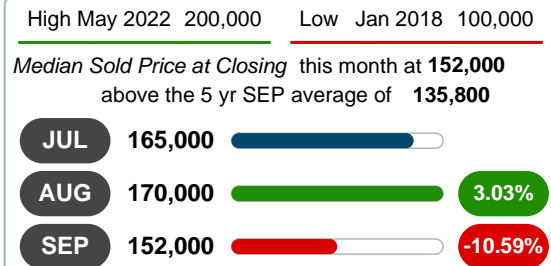 High May 2022 200,000 Low Jan 2018 100,000
Median Sold Price at Closing this month at 152,000
above the 5 yr SEP average of 135,800
JUL 165,000
AUG 170,000 3.03%
SEP 152,000 -10.59%